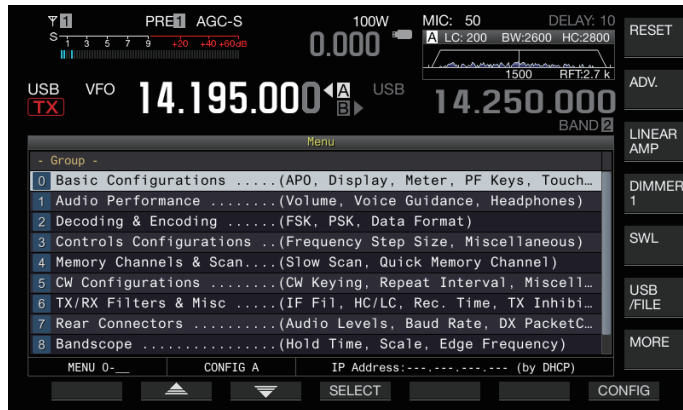 1 PRE1 AGC-S 100W MIC: 50 DELAY: 10 RESET
S 1 3 5 7 9 +20 +40 +60dB 0.000 A LC: 200 BW:2600 HC:2800
1500 RFT:2.7 k
USB VFO 14.195.000 A USB 14.250.000 ADV.
TX B BAND 2
Menu LINEAR AMP
- Group -
0 Basic Configurations .....(APO, Display, Meter, PF Keys, Touch… DIMMER 1
1 Audio Performance ........(Volume, Voice Guidance, Headphones)
2 Decoding & Encoding ......(FSK, PSK, Data Format)
3 Controls Configurations ..(Frequency Step Size, Miscellaneous) SWL
4 Memory Channels & Scan....(Slow Scan, Quick Memory Channel)
5 CW Configurations ........(CW Keying, Repeat Interval, Miscell… USB /FILE
6 TX/RX Filters & Misc .....(IF Fil, HC/LC, Rec. Time, TX Inhibi…
7 Rear Connectors ..........(Audio Levels, Baud Rate, DX PacketC…
8 Bandscope ................(Hold Time, Scale, Edge Frequency) MORE
MENU 0-__ CONFIG A IP Address:---.---.---.--- (by DHCP)
SELECT CONFIG